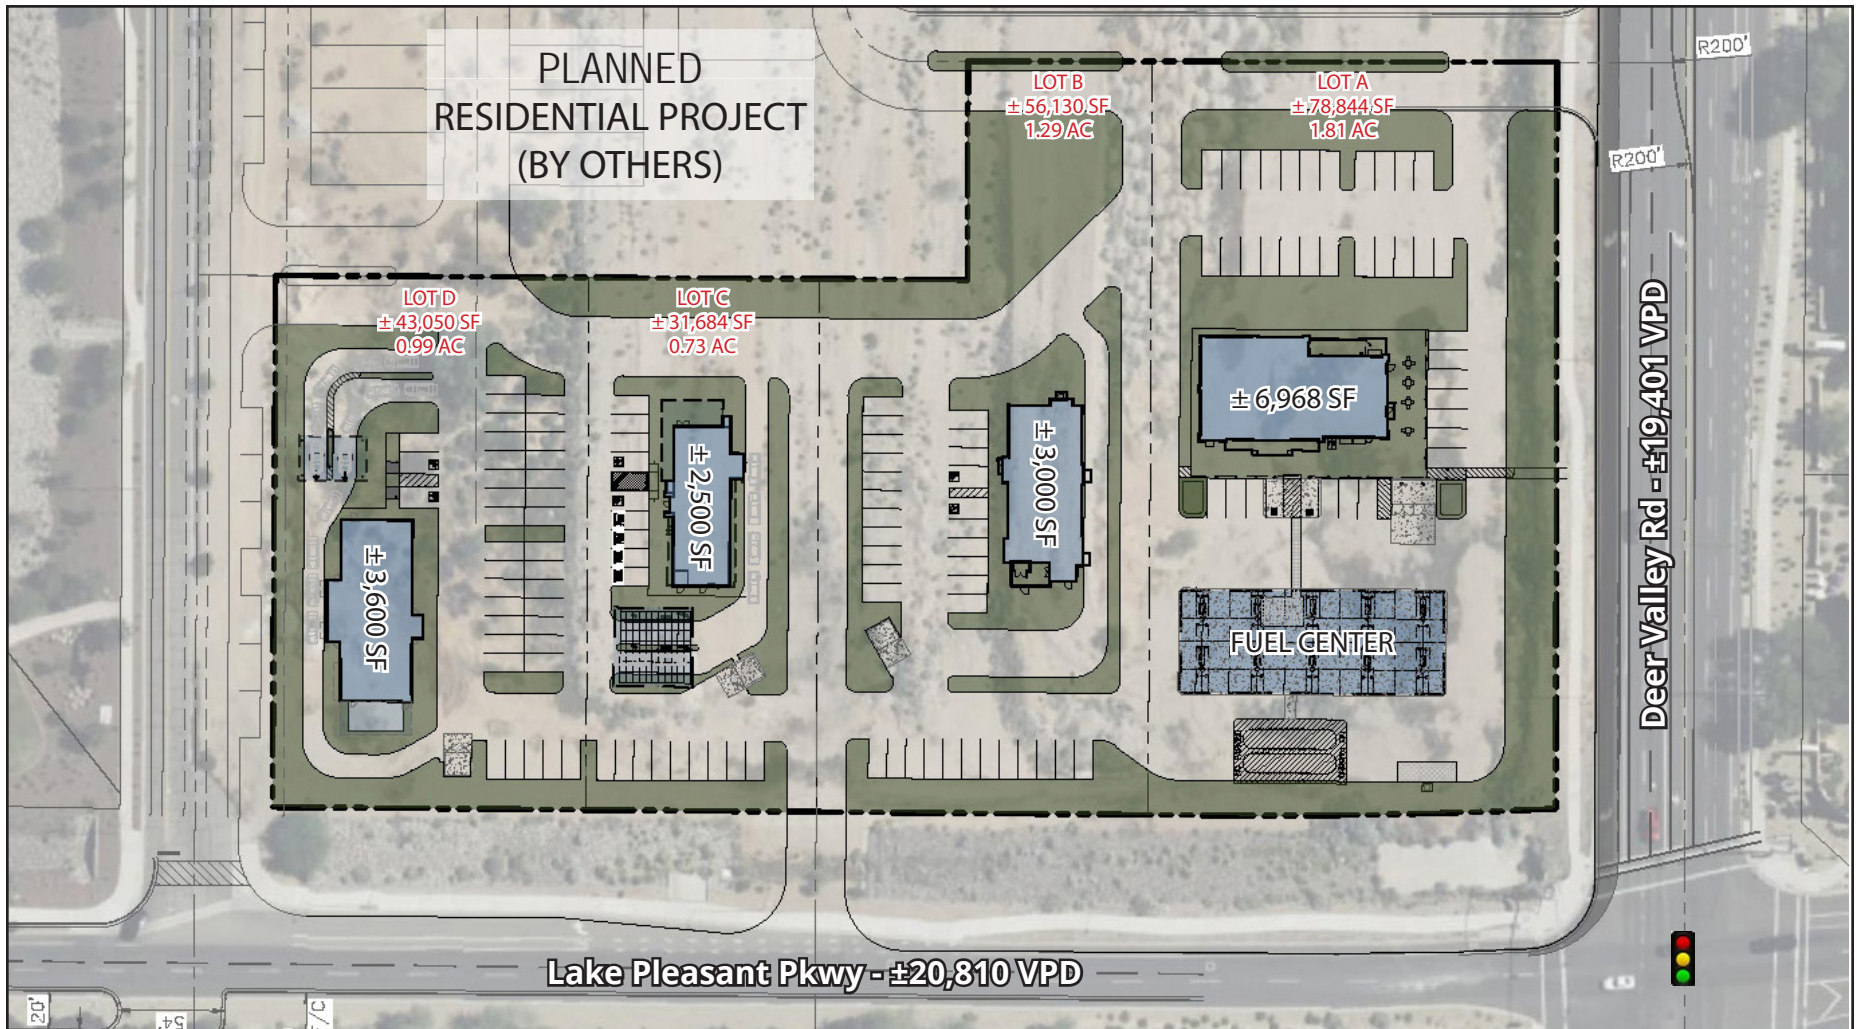 PLANNED
RESIDENTIAL PROJECT
(BY OTHERS)
LOT B
± 56,130 SF
1.29 AC
LOT A
± 78,844 SF
1.81 AC
R200'
R200'
LOT D
± 43,050 SF
0.99 AC
LOT C
± 31,684 SF
0.73 AC
± 6,968 SF
± 3,000 SF
± 2,500 SF
± 3,600 SF
FUEL CENTER
Deer Valley Rd - ±19,401 VPD
Lake Pleasant Pkwy - ±20,810 VPD
20'
54'
/C